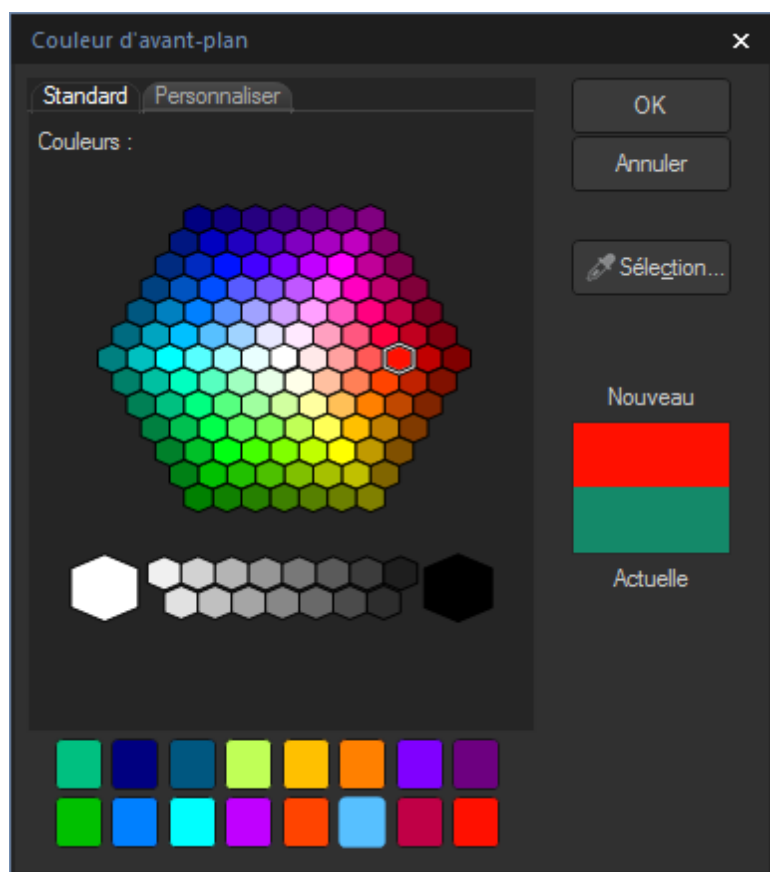 Couleur d'avant-plan
Standard Personnaliser
Couleurs :
OK
Annuler
Sélection...
Nouveau
Actuelle